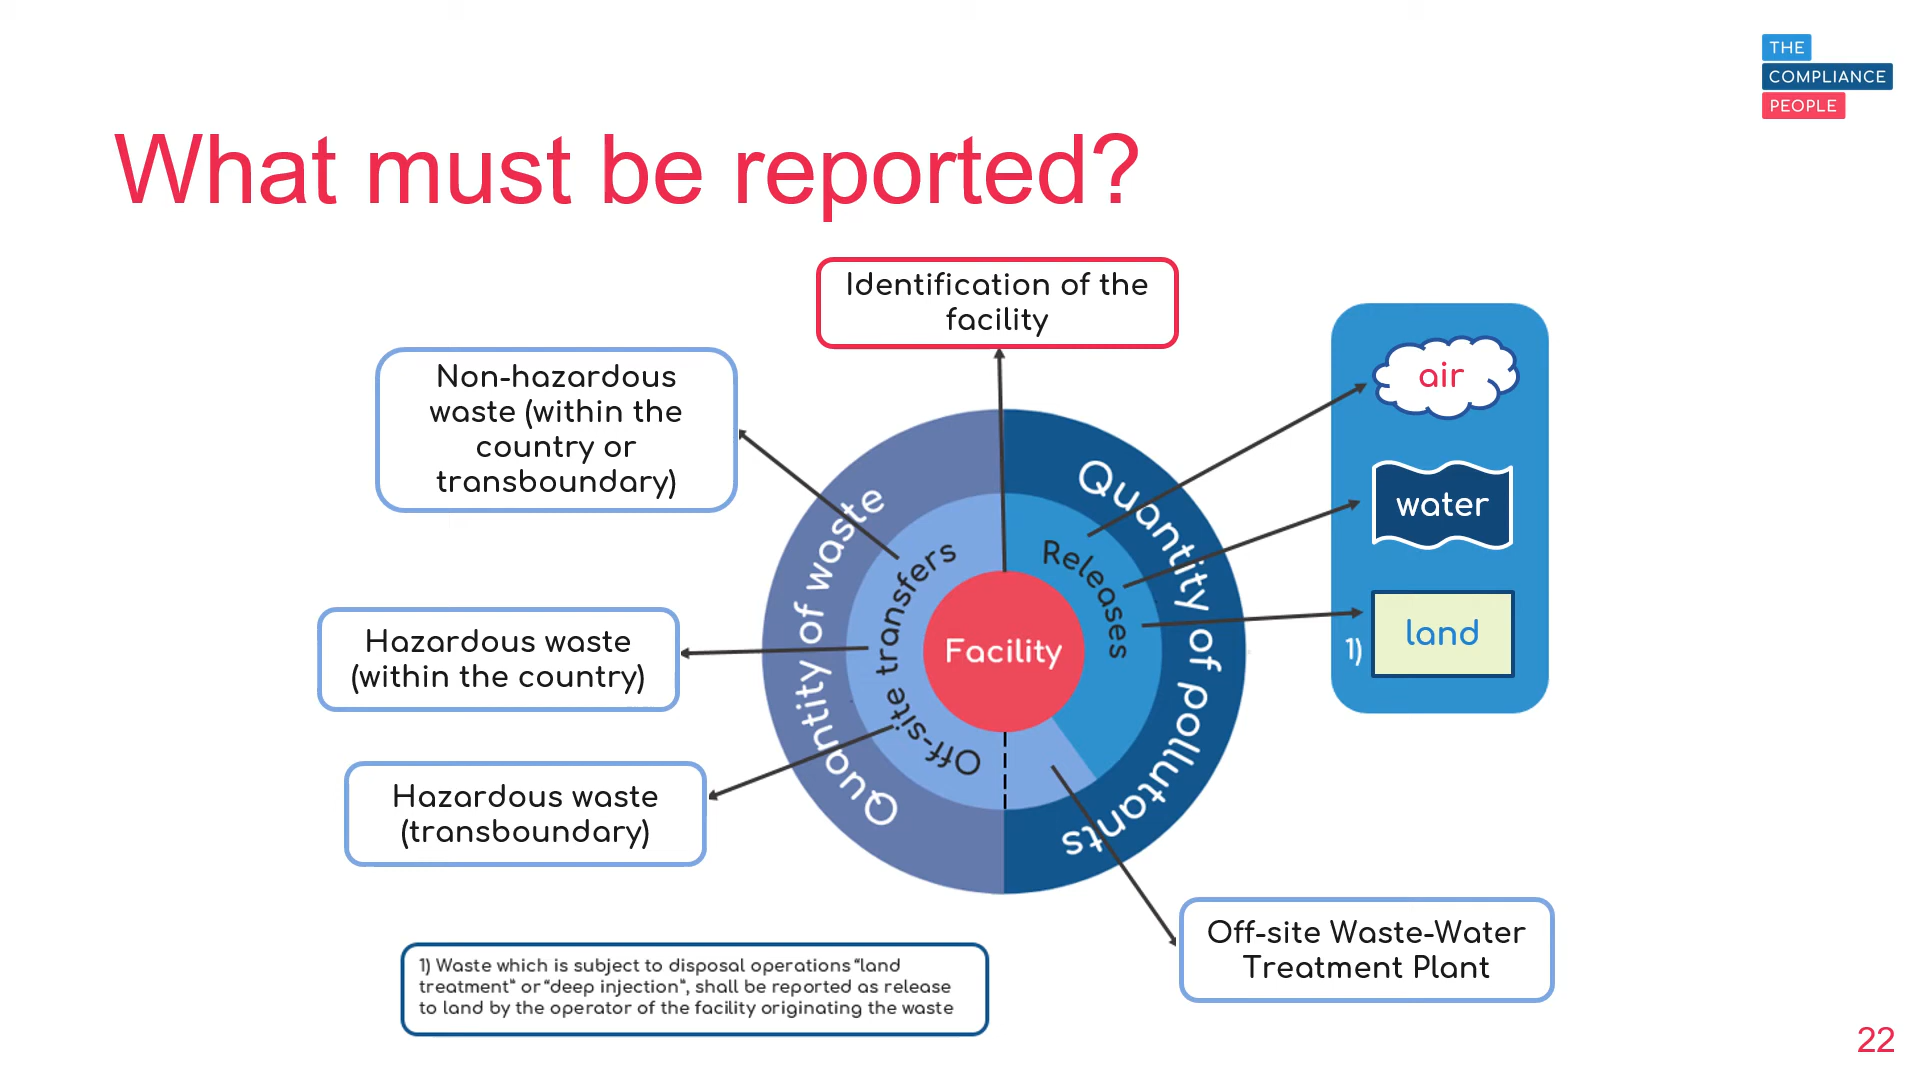 THE
COMPLIANCE
PEOPLE
What must be reported?
Identification of the
facility
Non-hazardous
waste (within the
country or
transboundary)
Hazardous waste
(within the country)
Hazardous waste
(transboundary)
Quantity of waste
Off-site transfers
Facility
Releases
Quantity of pollutants
air
water
1) land
Off-site Waste-Water
Treatment Plant
1) Waste which is subject to disposal operations “land
treatment” or “deep injection”, shall be reported as release
to land by the operator of the facility originating the waste
22